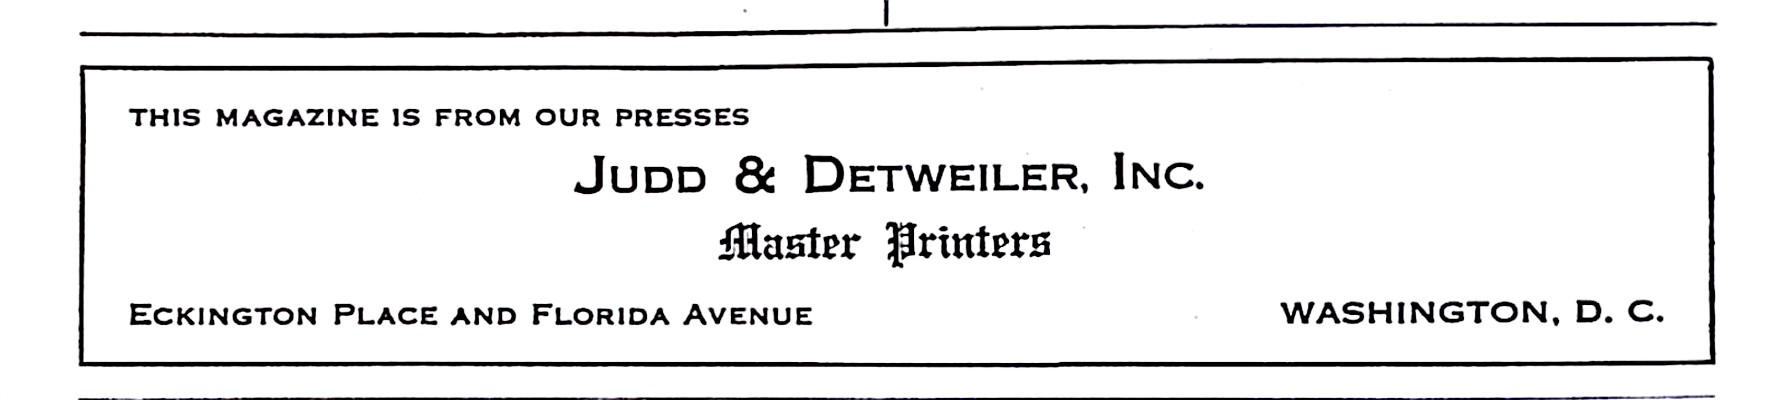 THIS MAGAZINE IS FROM OUR PRESSES
JUDD & DETWEILER, INC.
Master Printers
ECKINGTON PLACE AND FLORIDA AVENUE WASHINGTON, D. C.